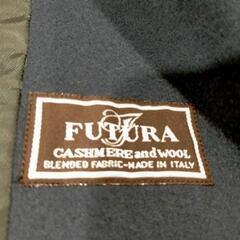 FUTURA
CASHMERE and WOOL
BLENDED FABRIC-MADE IN ITALY